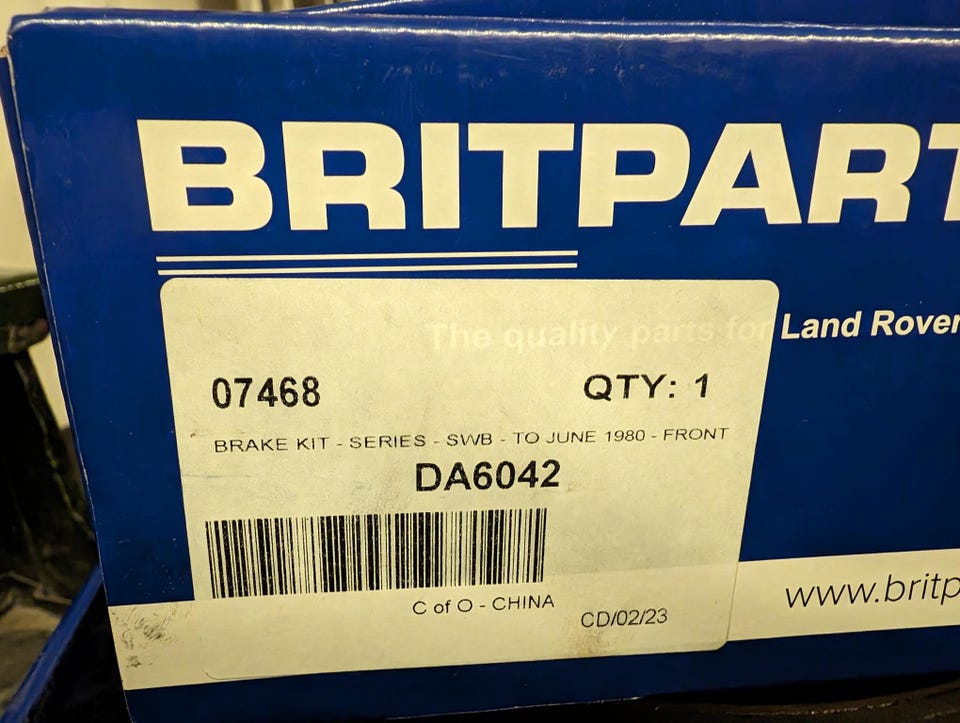 BRITPART
The quality parts for Land Rover
07468 QTY: 1
BRAKE KIT - SERIES - SWB - TO JUNE 1980 - FRONT
DA6042
C of O - CHINA
CD/02/23
www.britp